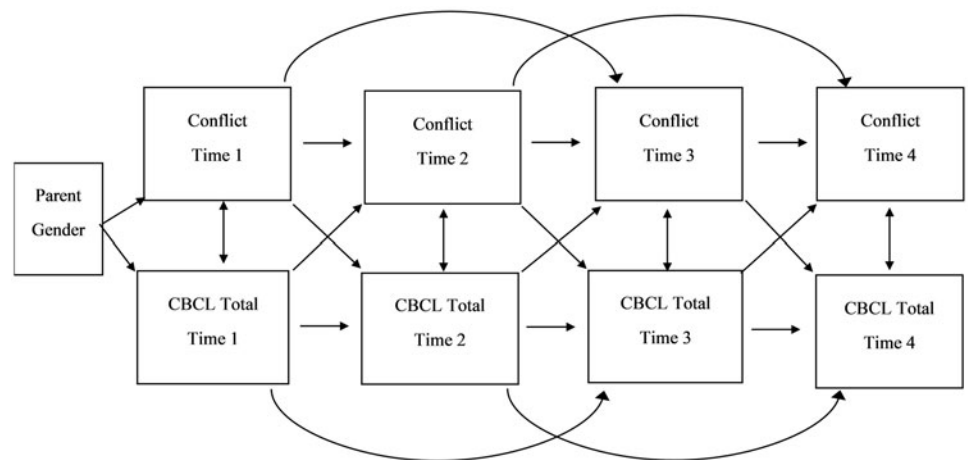 Conflict
Time 1
Conflict
Time 2
Conflict
Time 3
Conflict
Time 4
Parent
Gender
CBCL Total
Time 1
CBCL Total
Time 2
CBCL Total
Time 3
CBCL Total
Time 4